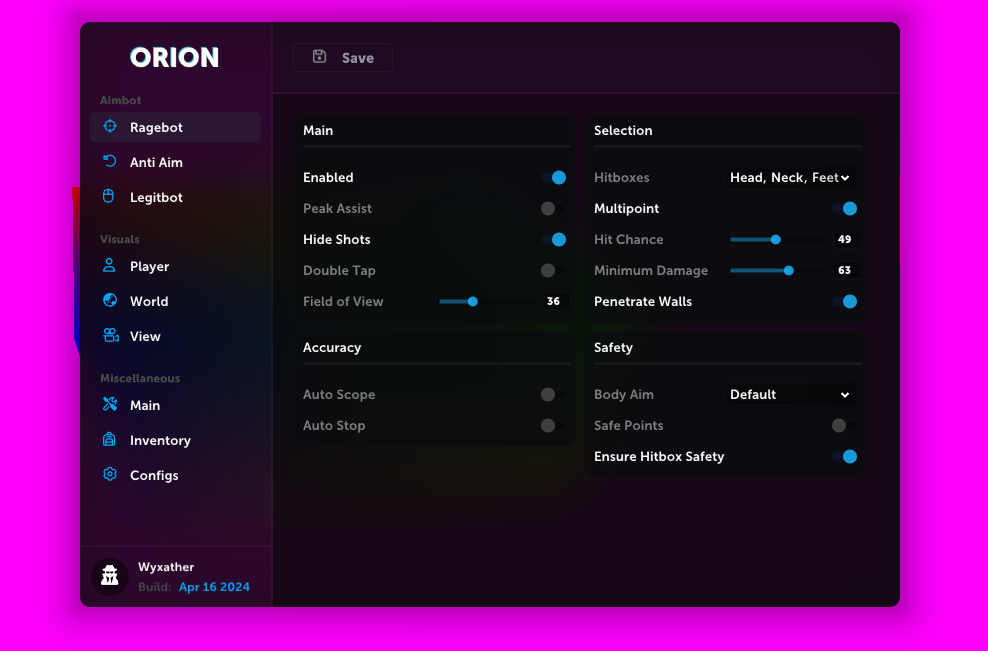 ORION
Save
Aimbot
Ragebot
Anti Aim
Legitbot
Visuals
Player
World
View
Miscellaneous
Main
Inventory
Configs
Wyxather
Build: Apr 16 2024
Main
Enabled
Peak Assist
Hide Shots
Double Tap
Field of View 36
Accuracy
Auto Scope
Auto Stop
Selection
Hitboxes Head, Neck, Feet
Multipoint
Hit Chance 49
Minimum Damage 63
Penetrate Walls
Safety
Body Aim Default
Safe Points
Ensure Hitbox Safety